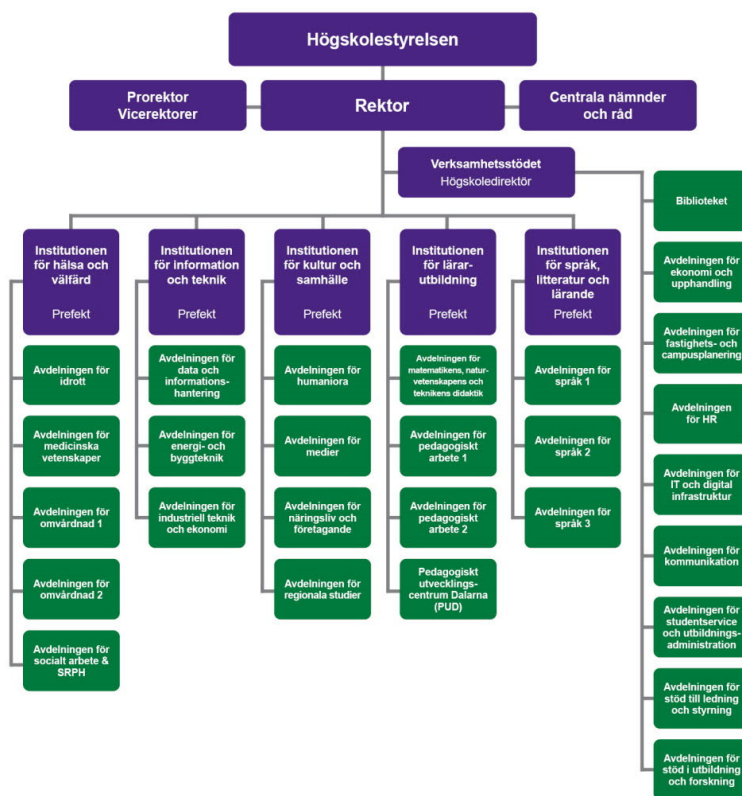 Högskolestyrelsen
Prorektor
Vicerektorer
Rektor
Centrala nämnder
och råd
Verksamhetsstödet
Högskoledirektör
Institutionen
för hälsa och
välfärd
Prefekt
Avdelningen för
idrott
Avdelningen för
medicinska
vetenskaper
Avdelningen för
omvårdnad 1
Avdelningen för
omvårdnad 2
Avdelningen för
socialt arbete &
SRPH
Institutionen
för information
och teknik
Prefekt
Avdelningen för
data och
informations-
hantering
Avdelningen för
energi- och
byggteknik
Avdelningen för
industriell teknik
och ekonomi
Institutionen
för kultur och
samhälle
Prefekt
Avdelningen för
humaniora
Avdelningen för
medier
Avdelningen för
näringsliv och
företagande
Avdelningen för
regionala studier
Institutionen
för lärar-
utbildning
Prefekt
Avdelningen för
matematikens, natur-
vetenskapens och
teknikens didaktik
Avdelningen för
pedagogiskt
arbete 1
Avdelningen för
pedagogiskt
arbete 2
Pedagogiskt
utvecklings-
centrum Dalarna
(PUD)
Institutionen
för språk,
litteratur och
lärande
Prefekt
Avdelningen för
språk 1
Avdelningen för
språk 2
Avdelningen för
språk 3
Biblioteket
Avdelningen för
ekonomi och
upphandling
Avdelningen för
fastighets- och
campusplanering
Avdelningen
för HR
Avdelningen för
IT och digital
infrastruktur
Avdelningen för
kommunikation
Avdelningen för
studentservice
och utbildnings-
administration
Avdelningen för
stöd till ledning
och styrning
Avdelningen för
stöd i utbildning
och forskning